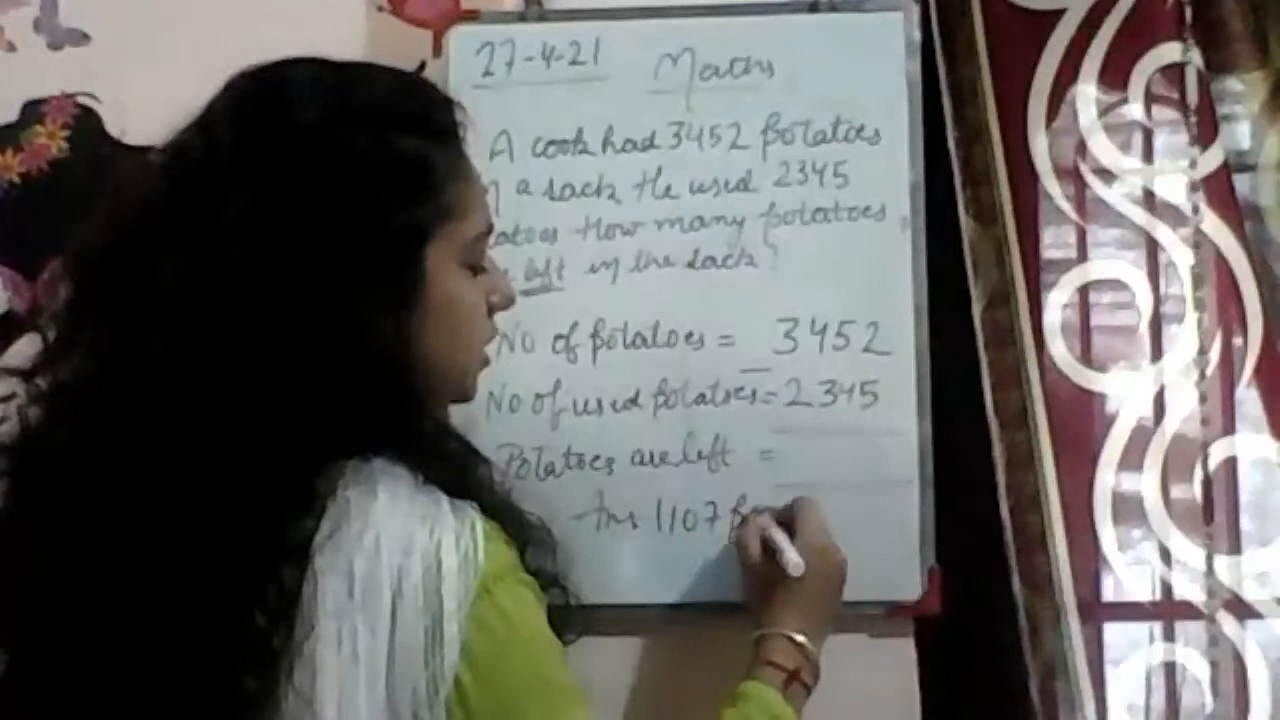 27-4-21 Maths
A cook had 3452 potatoes
a sack He used 2345
atoes How many potatoes
left in the sack?
No of potatoes = 3452
No of used potatoes = 2345
Potatoes are left =
Ans 1107